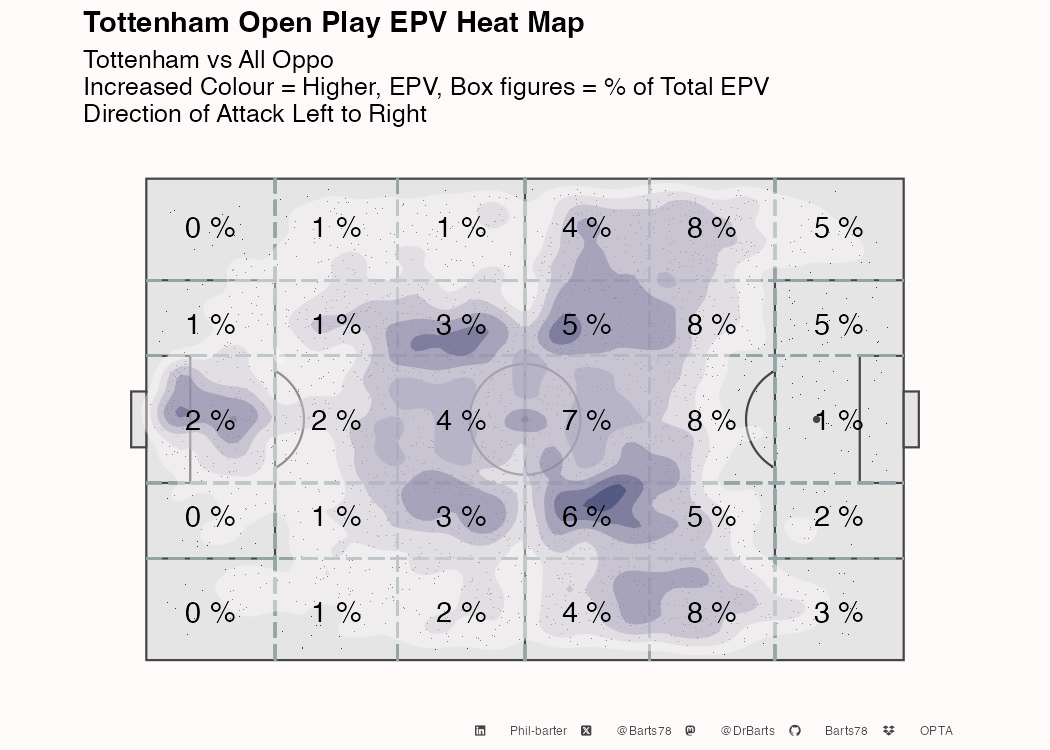 Tottenham Open Play EPV Heat Map
Tottenham vs All Oppo
Increased Colour = Higher, EPV, Box figures = % of Total EPV
Direction of Attack Left to Right
0 % 1 % 1 % 4 % 8 % 5 %
1 % 1 % 3 % 5 % 8 % 5 %
2 % 2 % 4 % 7 % 8 % 1 %
0 % 1 % 3 % 6 % 5 % 2 %
0 % 1 % 2 % 4 % 8 % 3 %
Phil-barter @Barts78 @DrBarts Barts78 OPTA